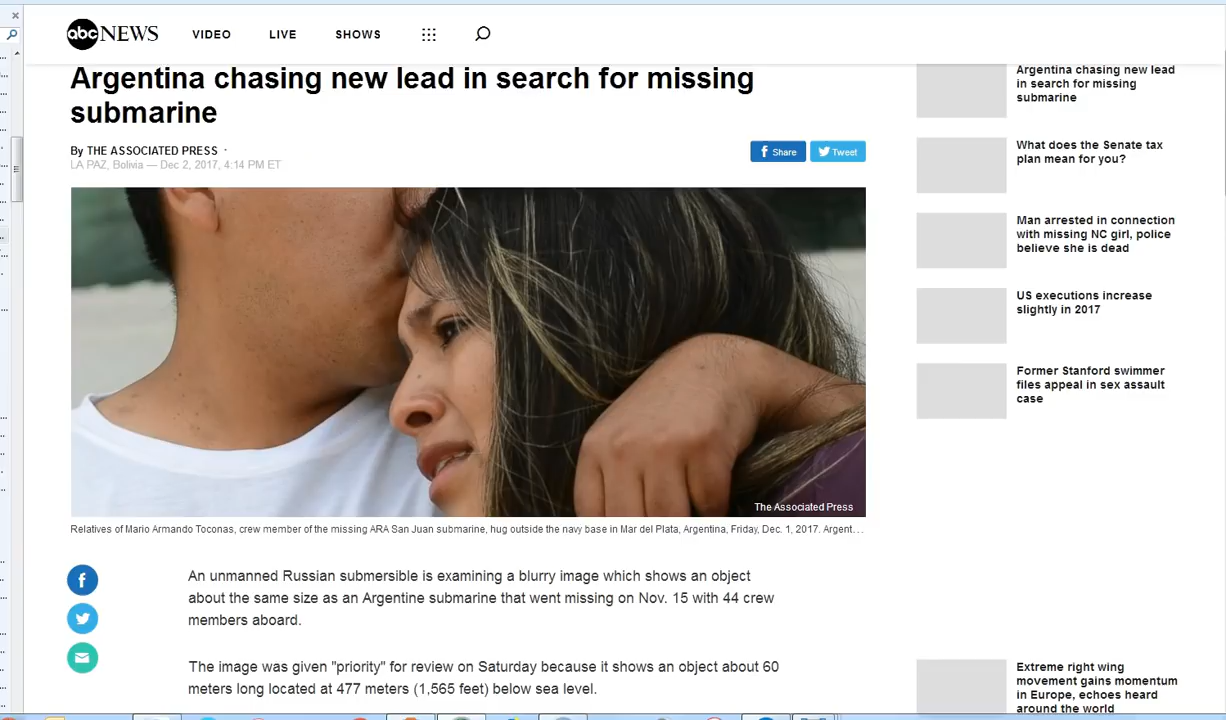 abc NEWS VIDEO LIVE SHOWS
Argentina chasing new lead in search for missing
submarine
By THE ASSOCIATED PRESS ·
LA PAZ, Bolivia — Dec 2, 2017, 4:14 PM ET
Share Tweet
The Associated Press
Relatives of Mario Armando Toconas, crew member of the missing ARA San Juan submarine, hug outside the navy base in Mar del Plata, Argentina, Friday, Dec. 1, 2017. Argent…
An unmanned Russian submersible is examining a blurry image which shows an object
about the same size as an Argentine submarine that went missing on Nov. 15 with 44 crew
members aboard.
The image was given "priority" for review on Saturday because it shows an object about 60
meters long located at 477 meters (1,565 feet) below sea level.
Argentina chasing new lead
in search for missing
submarine
What does the Senate tax
plan mean for you?
Man arrested in connection
with missing NC girl, police
believe she is dead
US executions increase
slightly in 2017
Former Stanford swimmer
files appeal in sex assault
case
Extreme right wing
movement gains momentum
in Europe, echoes heard
around the world